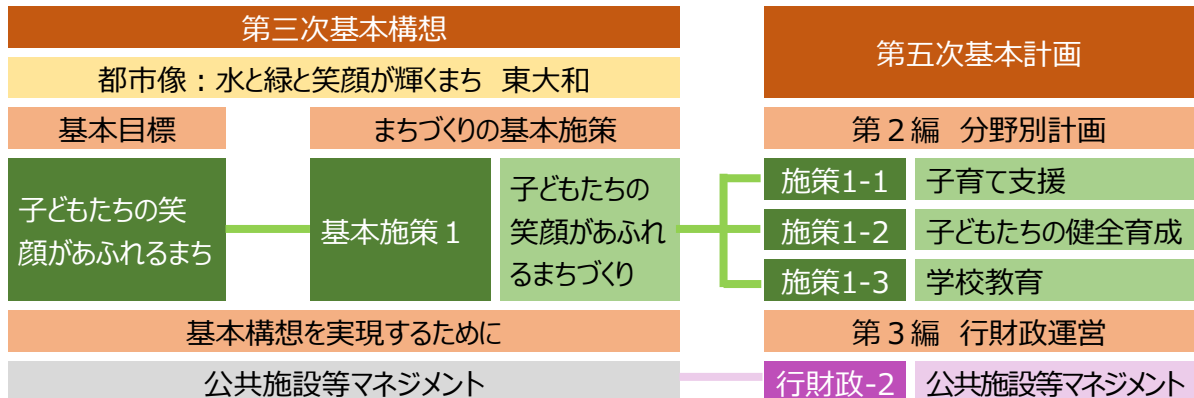 第三次基本構想
都市像：水と緑と笑顔が輝くまち 東大和
基本目標
まちづくりの基本施策
子どもたちの笑
顔があふれるまち
基本施策１
子どもたちの
笑顔があふれ
るまちづくり
基本構想を実現するために
公共施設等マネジメント
第五次基本計画
第２編 分野別計画
施策1-1 子育て支援
施策1-2 子どもたちの健全育成
施策1-3 学校教育
第３編 行財政運営
行財政-2 公共施設等マネジメント